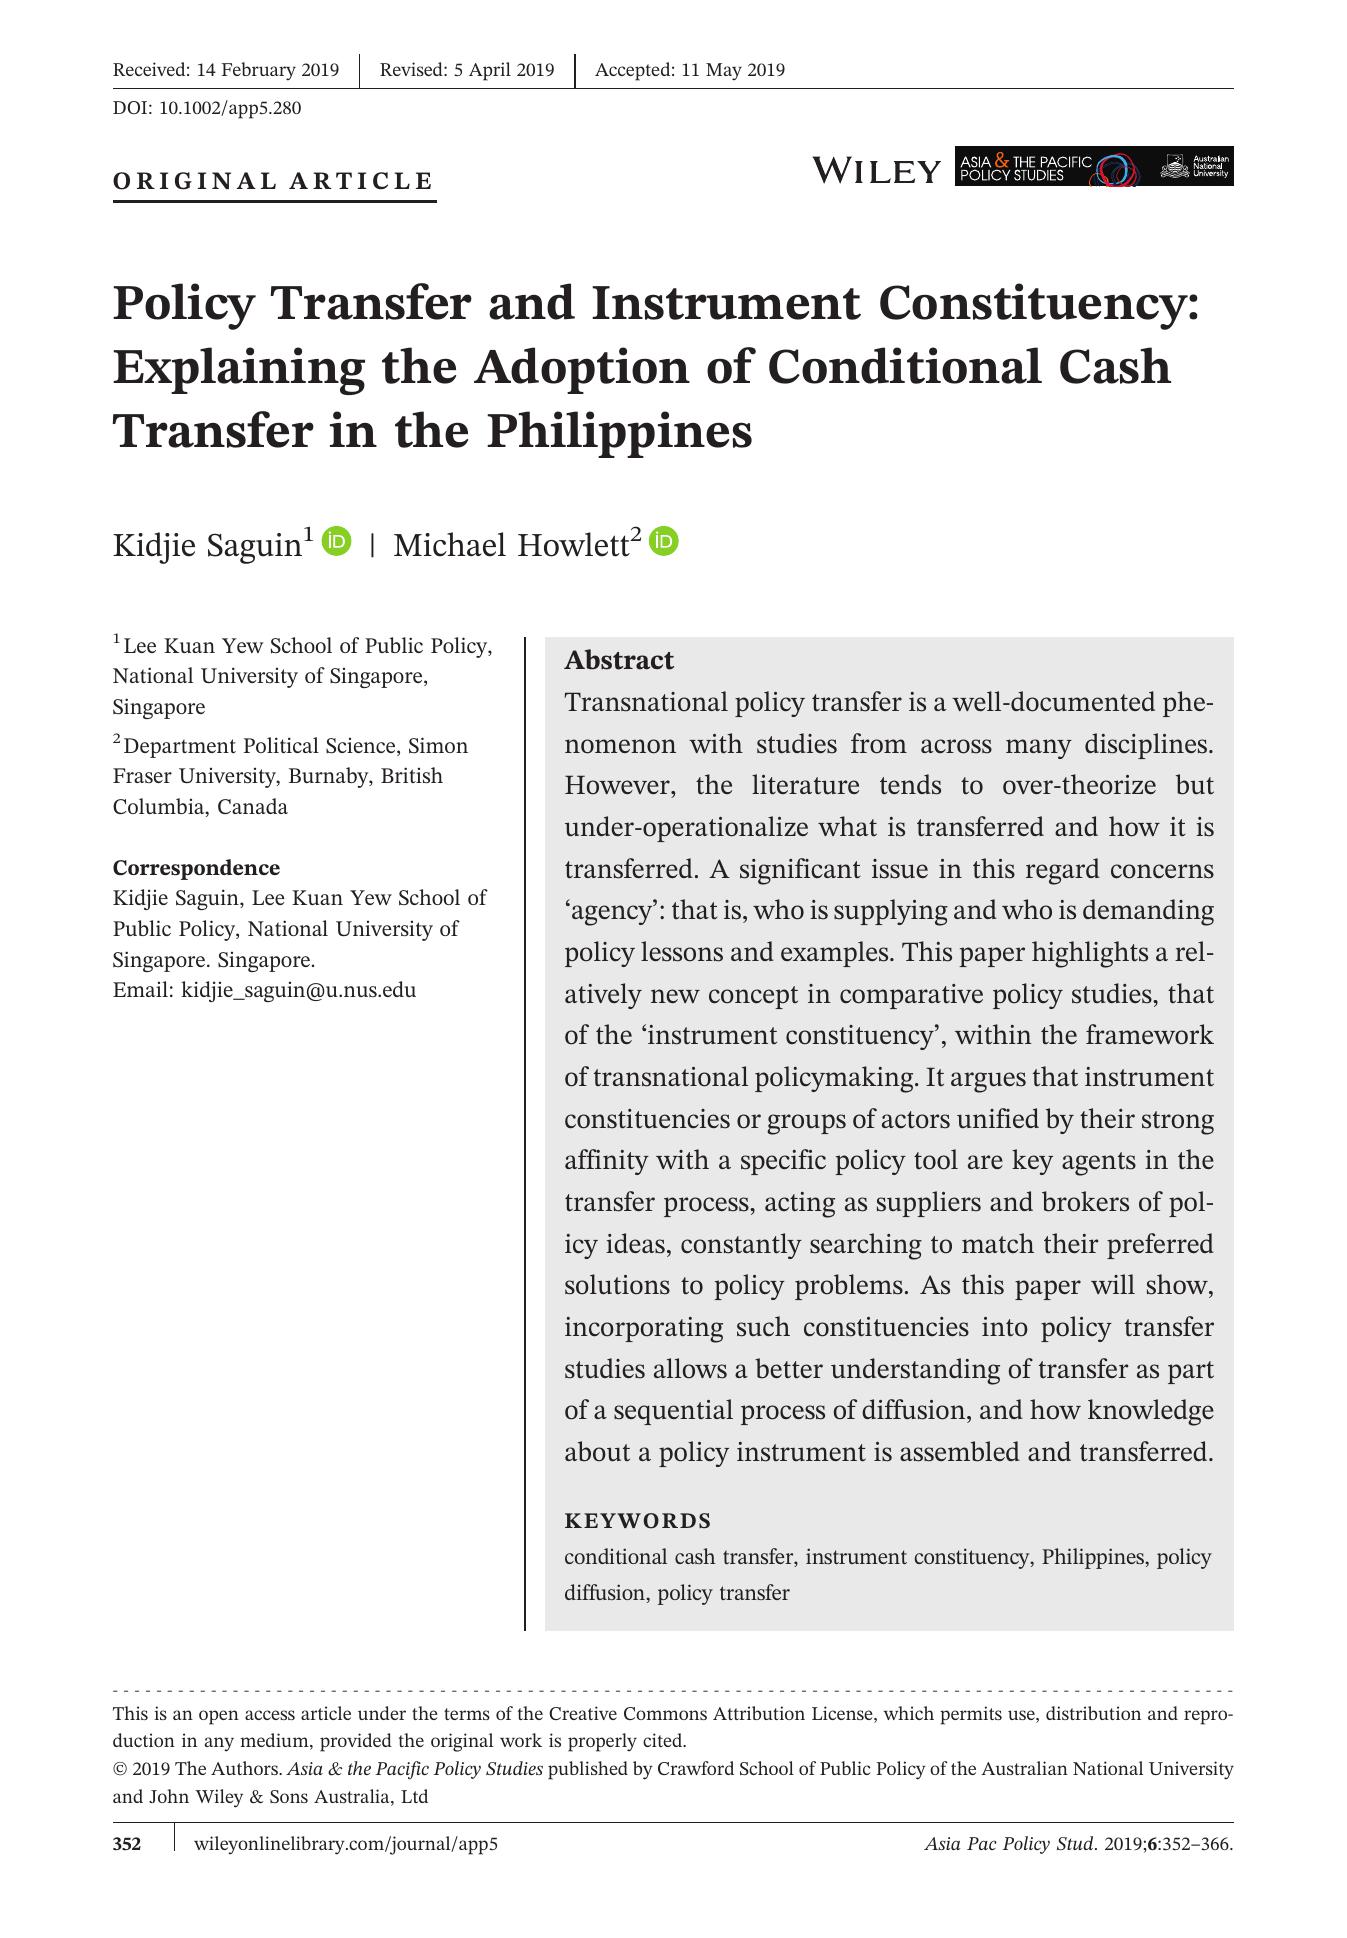 Received: 14 February 2019 | Revised: 5 April 2019 | Accepted: 11 May 2019
DOI: 10.1002/app5.280
ORIGINAL ARTICLE
WILEY
ASIA & THE PACIFIC
POLICY STUDIES
Australian
National
University
Policy Transfer and Instrument Constituency:
Explaining the Adoption of Conditional Cash
Transfer in the Philippines
Kidjie Saguin1 iD | Michael Howlett2 iD
1 Lee Kuan Yew School of Public Policy,
National University of Singapore,
Singapore
2 Department Political Science, Simon
Fraser University, Burnaby, British
Columbia, Canada
Correspondence
Kidjie Saguin, Lee Kuan Yew School of
Public Policy, National University of
Singapore. Singapore.
Email: kidjie_saguin@u.nus.edu
Abstract
Transnational policy transfer is a well-documented phe-
nomenon with studies from across many disciplines.
However, the literature tends to over-theorize but
under-operationalize what is transferred and how it is
transferred. A significant issue in this regard concerns
‘agency’: that is, who is supplying and who is demanding
policy lessons and examples. This paper highlights a rel-
atively new concept in comparative policy studies, that
of the ‘instrument constituency’, within the framework
of transnational policymaking. It argues that instrument
constituencies or groups of actors unified by their strong
affinity with a specific policy tool are key agents in the
transfer process, acting as suppliers and brokers of pol-
icy ideas, constantly searching to match their preferred
solutions to policy problems. As this paper will show,
incorporating such constituencies into policy transfer
studies allows a better understanding of transfer as part
of a sequential process of diffusion, and how knowledge
about a policy instrument is assembled and transferred.
KEYWORDS
conditional cash transfer, instrument constituency, Philippines, policy
diffusion, policy transfer
This is an open access article under the terms of the Creative Commons Attribution License, which permits use, distribution and repro-
duction in any medium, provided the original work is properly cited.
© 2019 The Authors. Asia & the Pacific Policy Studies published by Crawford School of Public Policy of the Australian National University
and John Wiley & Sons Australia, Ltd
352 | wileyonlinelibrary.com/journal/app5
Asia Pac Policy Stud. 2019;6:352–366.